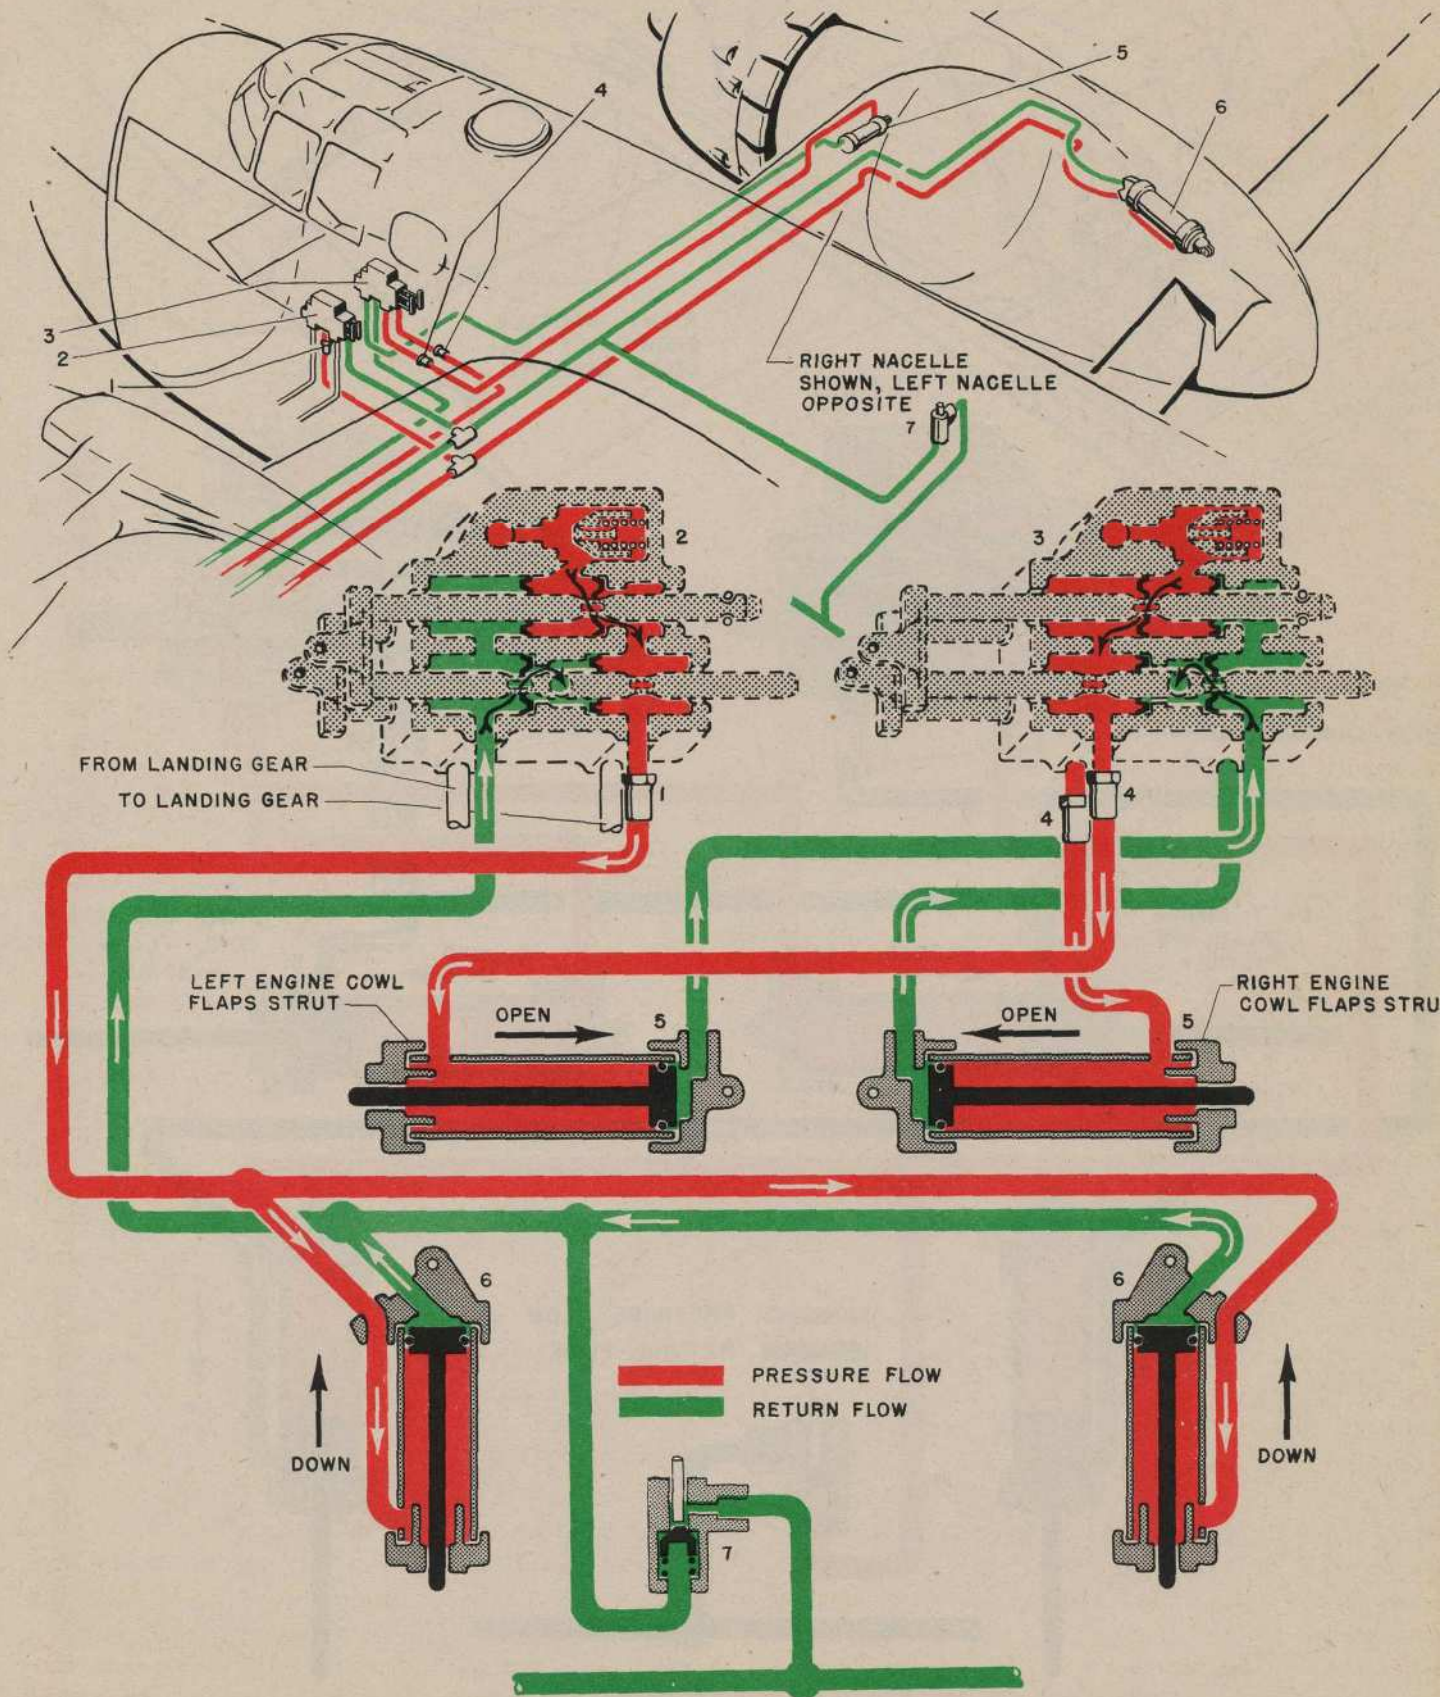 5
4
6
3
2
1
RIGHT NACELLE
SHOWN, LEFT NACELLE
OPPOSITE
7
2
3
FROM LANDING GEAR
TO LANDING GEAR
1
4
4
LEFT ENGINE COWL
FLAPS STRUT
OPEN
5
OPEN
5
RIGHT ENGINE
COWL FLAPS STRU
6
6
DOWN
PRESSURE FLOW
RETURN FLOW
DOWN
7